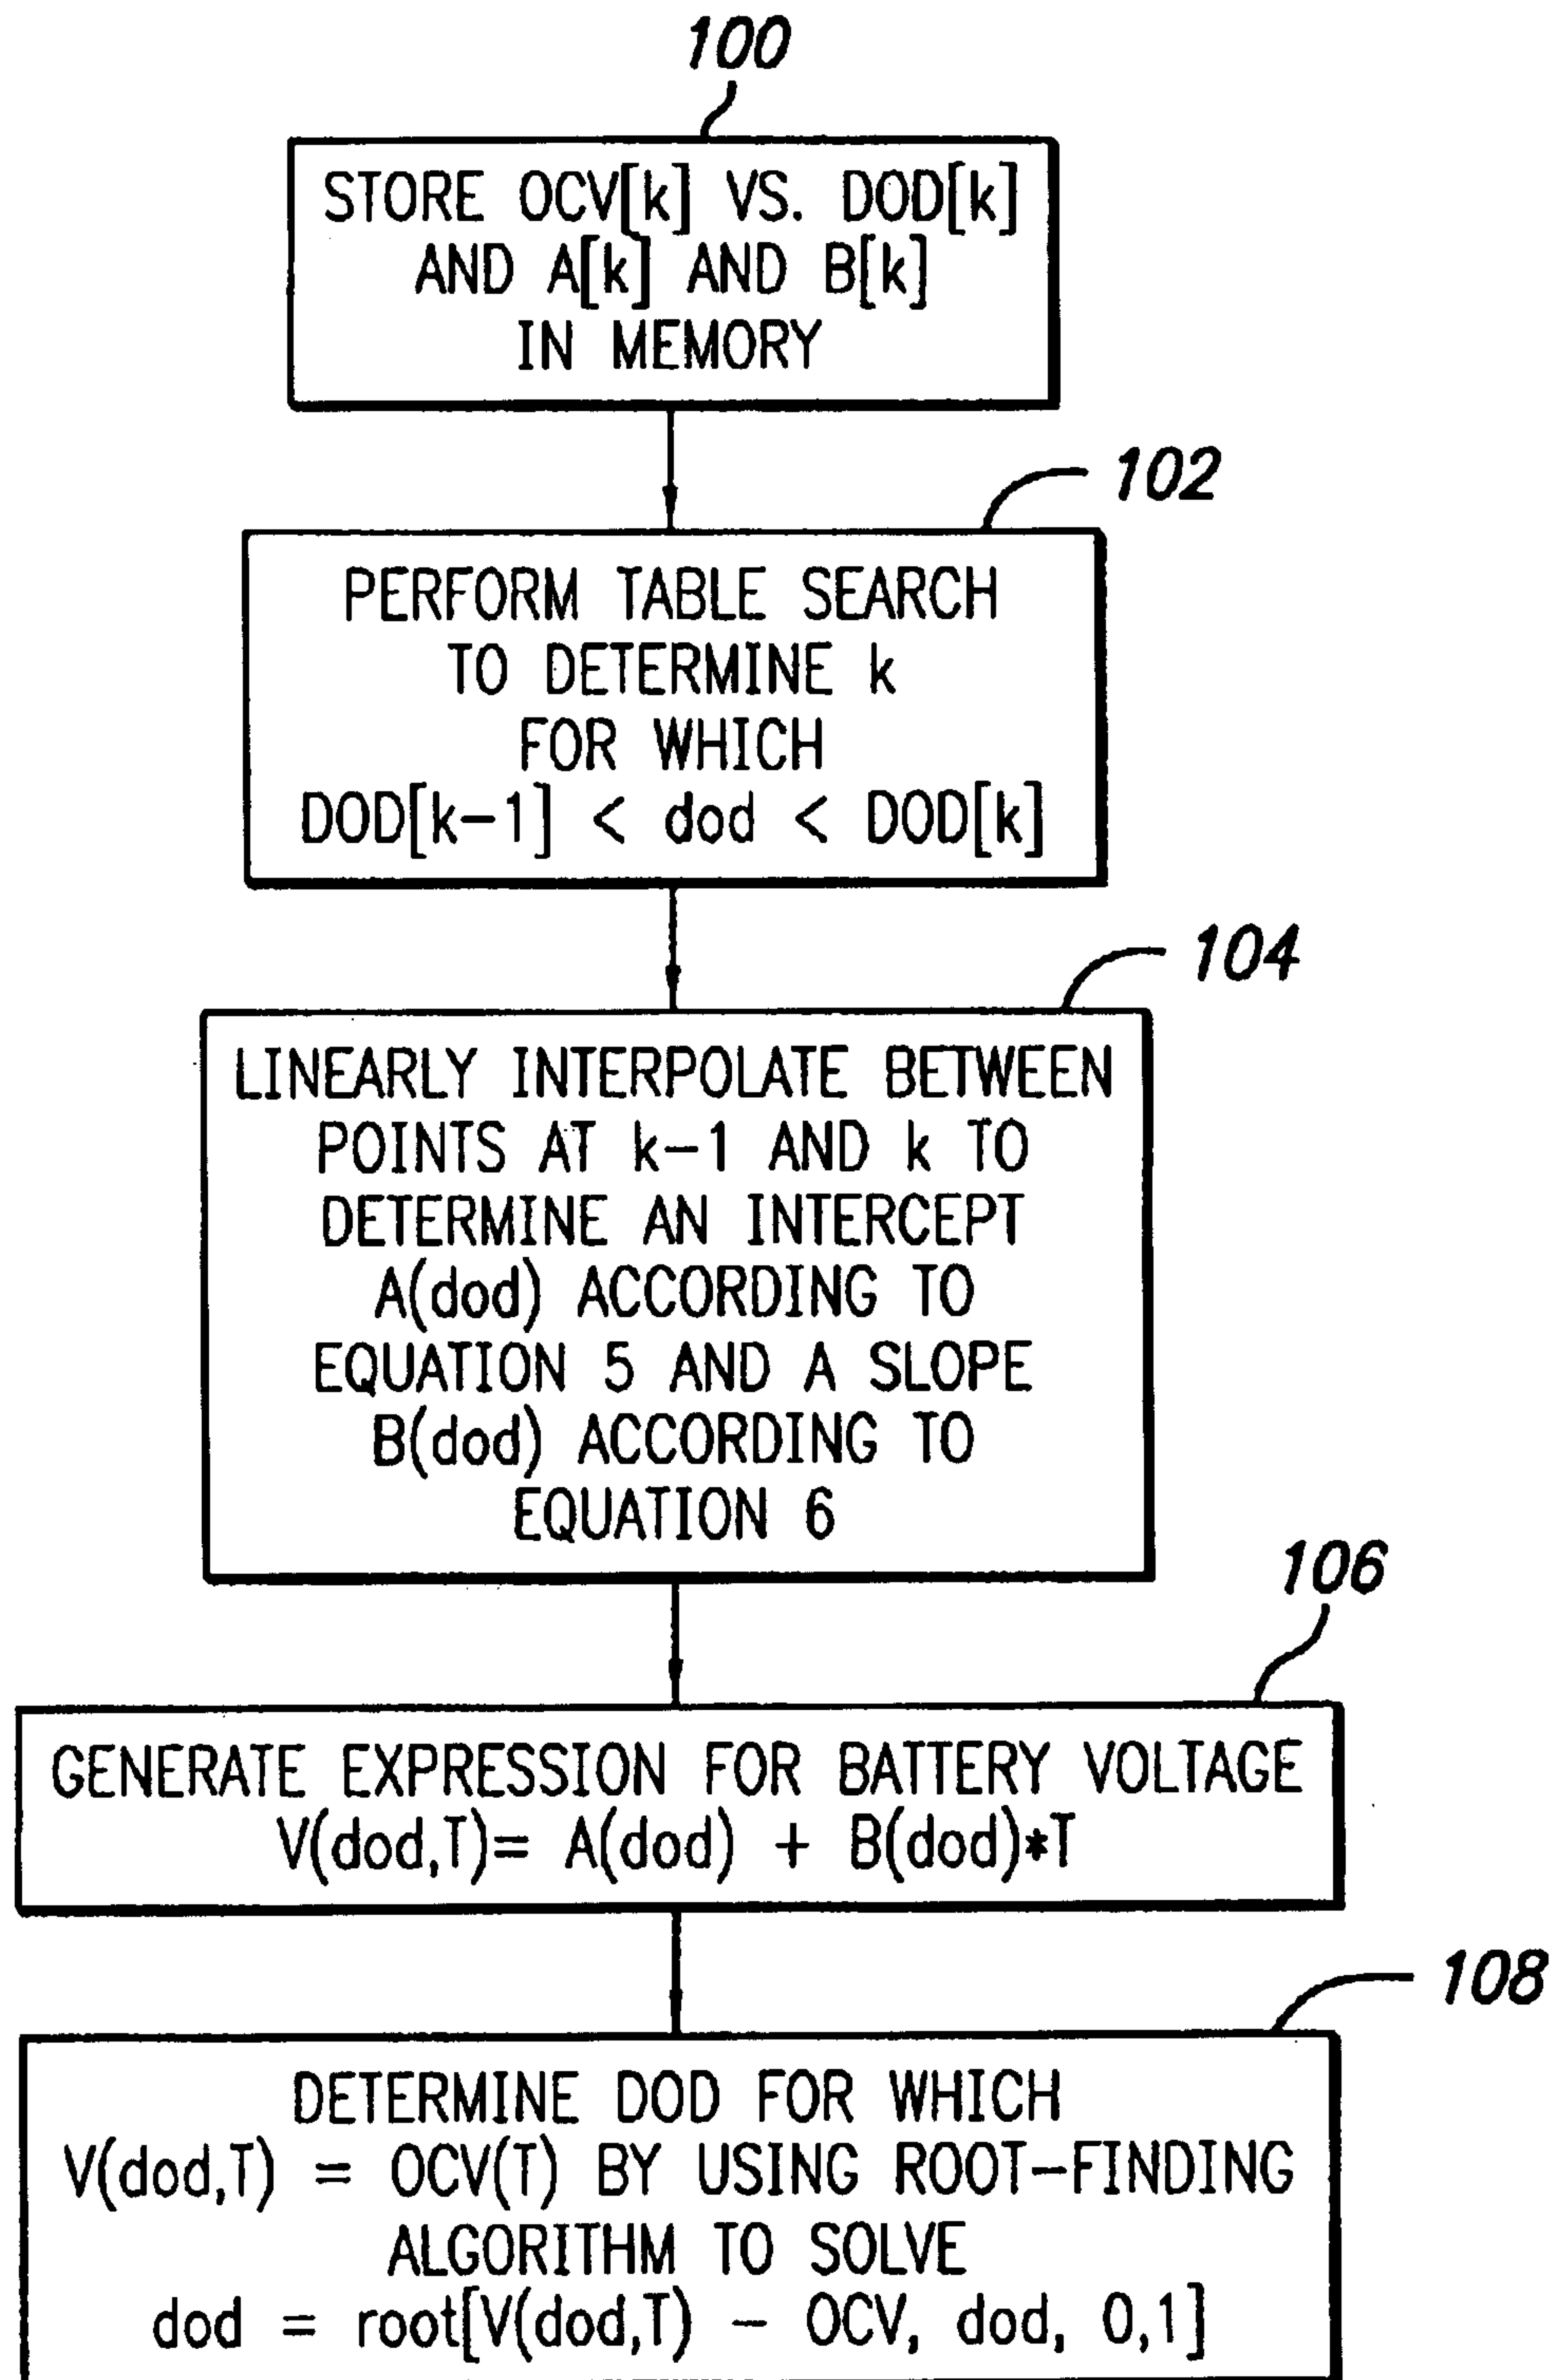 100
STORE OCV[k] VS. DOD[k]
AND A[k] AND B[k]
IN MEMORY
102
PERFORM TABLE SEARCH
TO DETERMINE k
FOR WHICH
DOD[k-1] < dod < DOD[k]
104
LINEARLY INTERPOLATE BETWEEN
POINTS AT k-1 AND k TO
DETERMINE AN INTERCEPT
A(dod) ACCORDING TO
EQUATION 5 AND A SLOPE
B(dod) ACCORDING TO
EQUATION 6
106
GENERATE EXPRESSION FOR BATTERY VOLTAGE
V(dod,T)= A(dod) + B(dod)*T
108
DETERMINE DOD FOR WHICH
V(dod,T) = OCV(T) BY USING ROOT-FINDING
ALGORITHM TO SOLVE
dod = root[V(dod,T) - OCV, dod, 0,1]